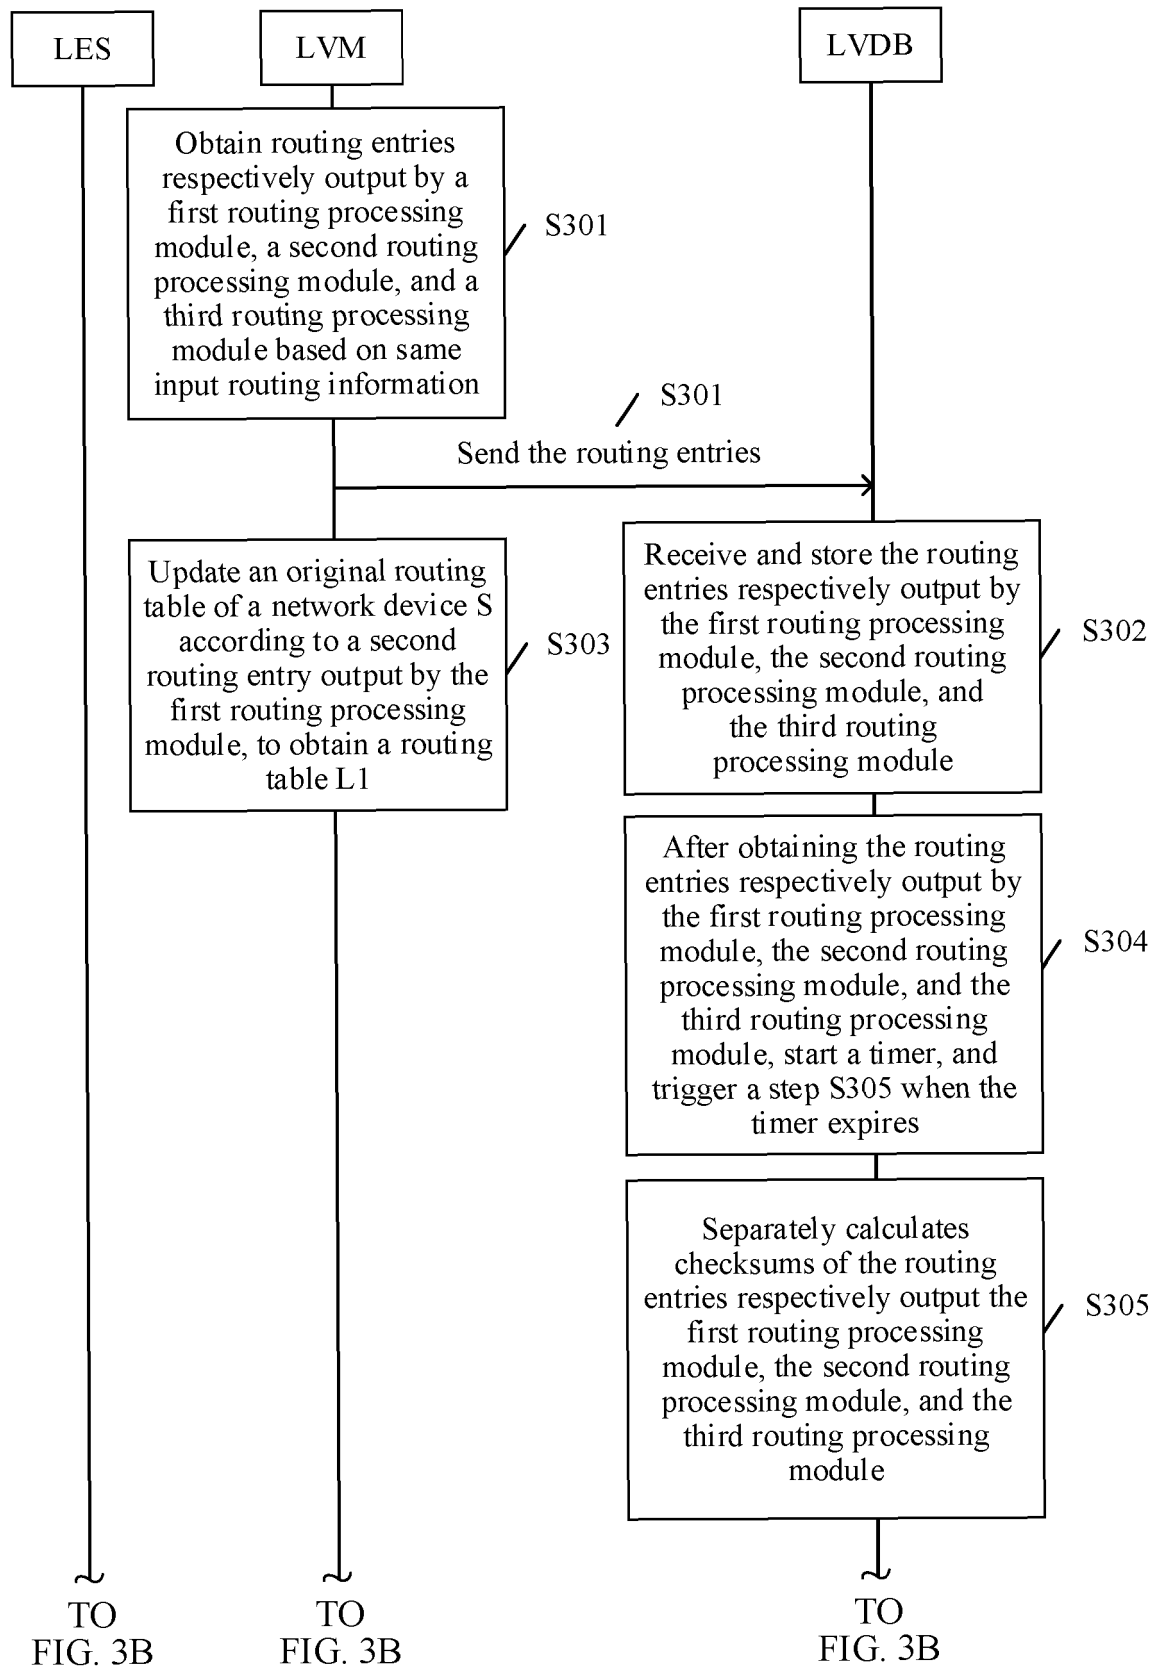 LES
LVM
LVDB
Obtain routing entries
respectively output by a
first routing processing
module, a second routing
processing module, and a
third routing processing
module based on same
input routing information
S301
S301
Send the routing entries
Update an original routing
table of a network device S
according to a second
routing entry output by the
first routing processing
module, to obtain a routing
table L1
S303
Receive and store the routing
entries respectively output by
the first routing processing
module, the second routing
processing module, and
the third routing
processing module
S302
After obtaining the routing
entries respectively output by
the first routing processing
module, the second routing
processing module, and the
third routing processing
module, start a timer, and
trigger a step S305 when the
timer expires
S304
Separately calculates
checksums of the routing
entries respectively output the
first routing processing
module, the second routing
processing module, and the
third routing processing
module
S305
TO
FIG. 3B
TO
FIG. 3B
TO
FIG. 3B